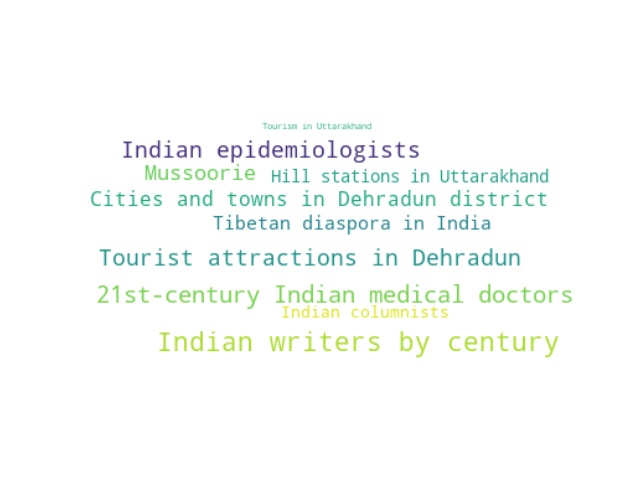 Tourism in Uttarakhand
Indian epidemiologists
Mussoorie
Hill stations in Uttarakhand
Cities and towns in Dehradun district
Tibetan diaspora in India
Tourist attractions in Dehradun
21st-century Indian medical doctors
Indian columnists
Indian writers by century